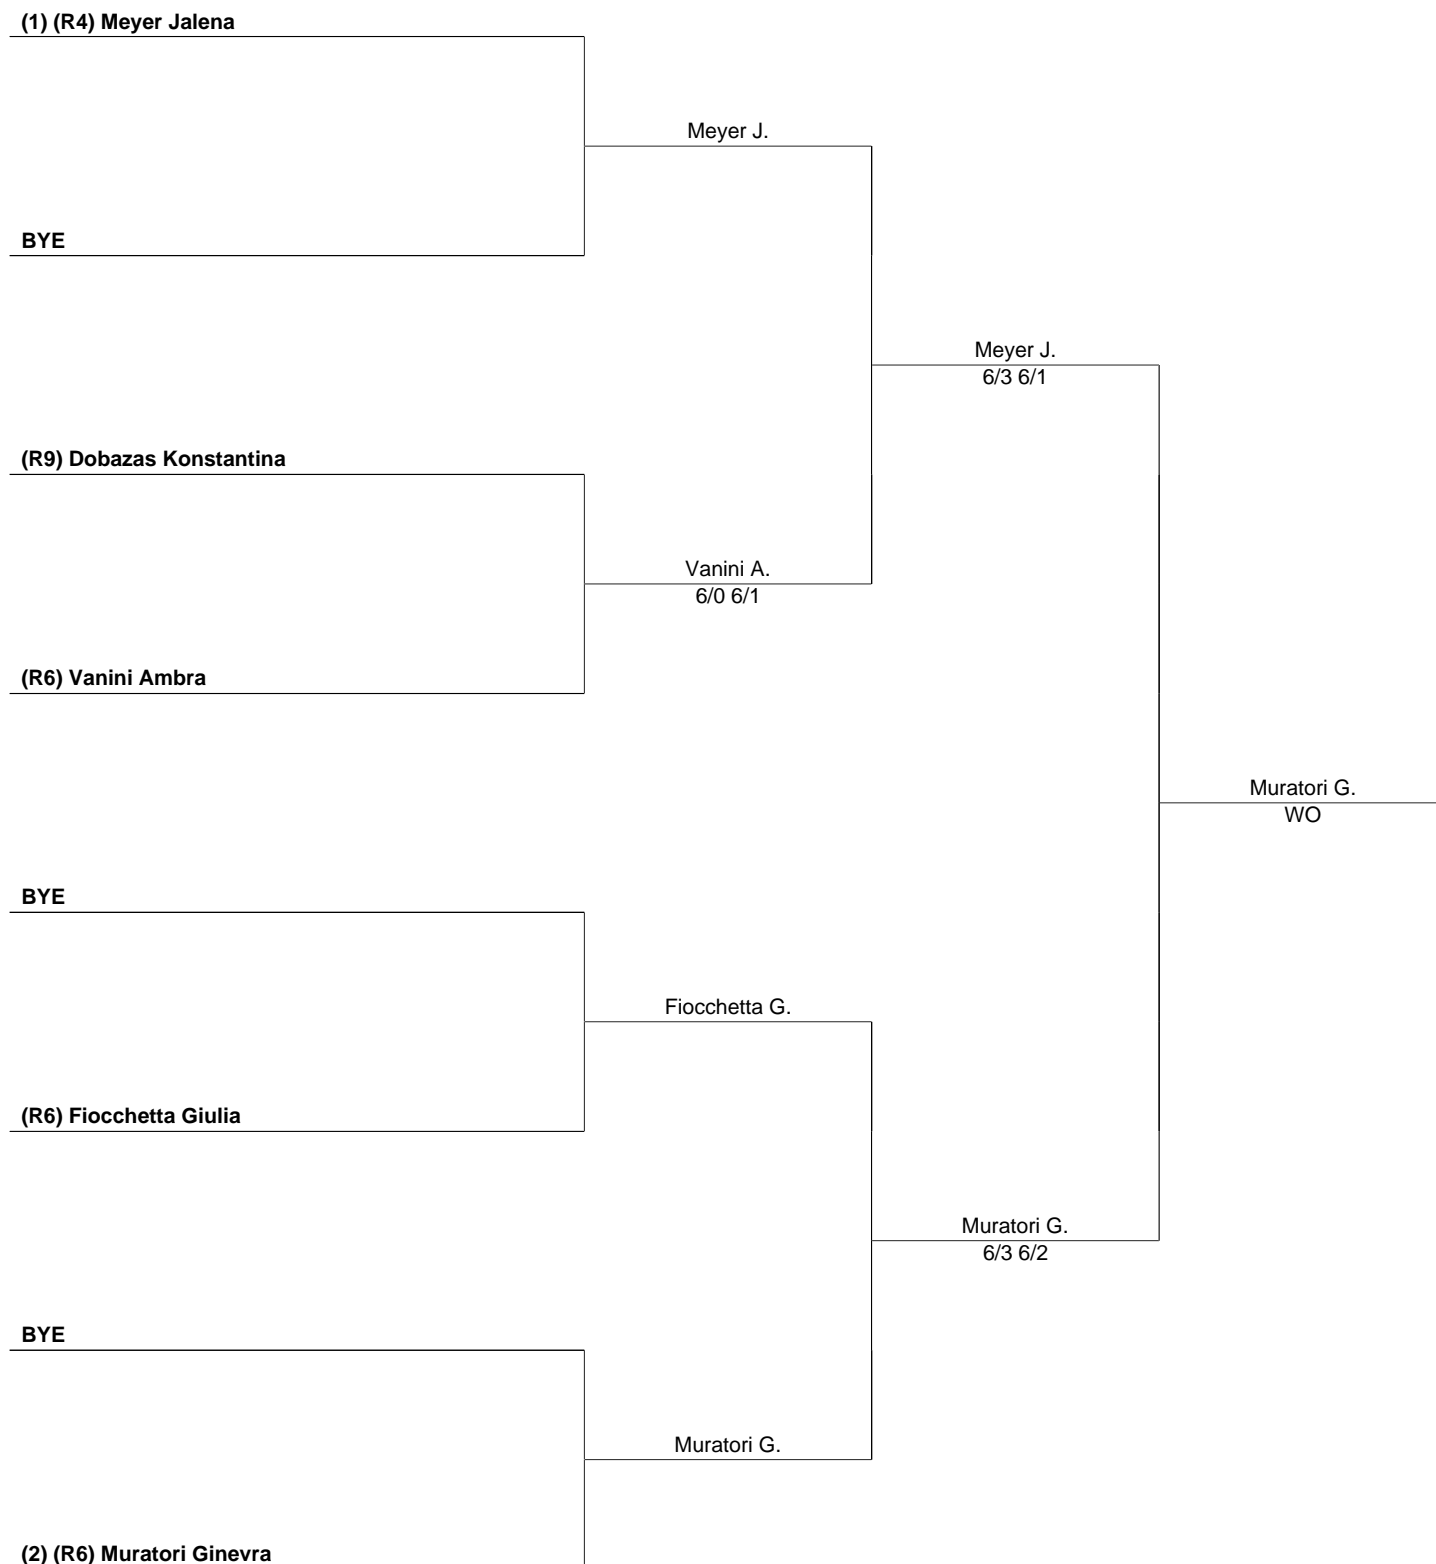 (1) (R4) Meyer Jalena
Meyer J.
BYE
Meyer J.
6/3 6/1
(R9) Dobazas Konstantina
Vanini A.
6/0 6/1
(R6) Vanini Ambra
Muratori G.
WO
BYE
Fiocchetta G.
(R6) Fiocchetta Giulia
Muratori G.
6/3 6/2
BYE
Muratori G.
(2) (R6) Muratori Ginevra